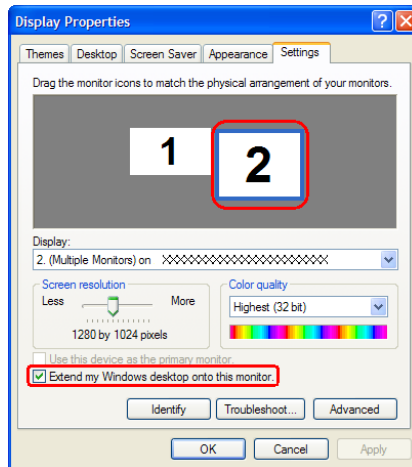 Display Properties
Themes Desktop Screen Saver Appearance Settings
Drag the monitor icons to match the physical arrangement of your monitors.
1 2
Display:
2. (Multiple Monitors) on XXXXXXXXXXXXXXXXXXXXXXX
Screen resolution Color quality
Less More Highest (32 bit)
1280 by 1024 pixels
Use this device as the primary monitor.
Extend my Windows desktop onto this monitor.
Identify Troubleshoot... Advanced
OK Cancel Apply